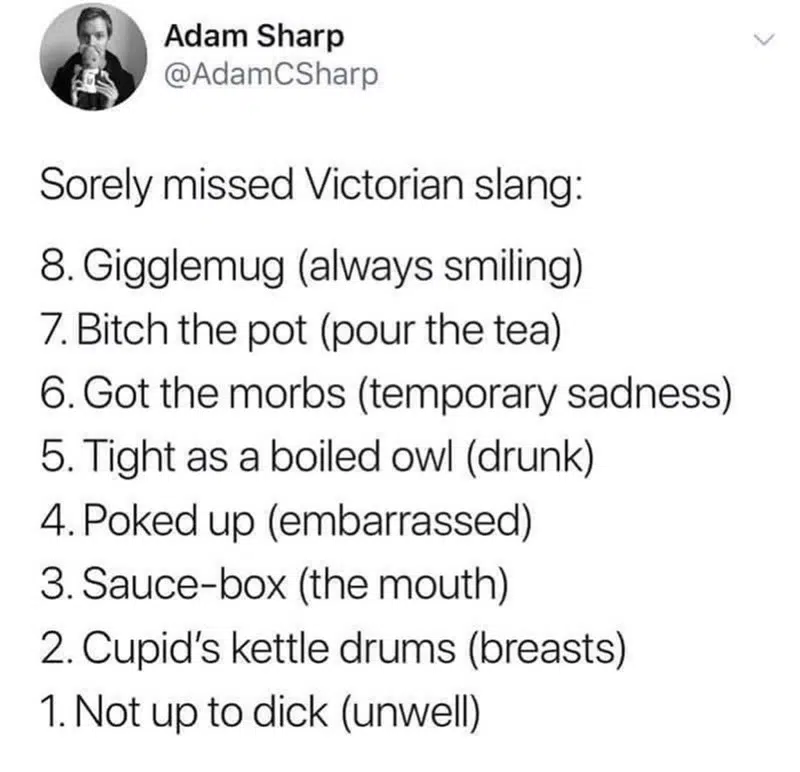 Adam Sharp
@AdamCSharp
Sorely missed Victorian slang:
8. Gigglemug (always smiling)
7. Bitch the pot (pour the tea)
6. Got the morbs (temporary sadness)
5. Tight as a boiled owl (drunk)
4. Poked up (embarrassed)
3. Sauce-box (the mouth)
2. Cupid's kettle drums (breasts)
1. Not up to dick (unwell)